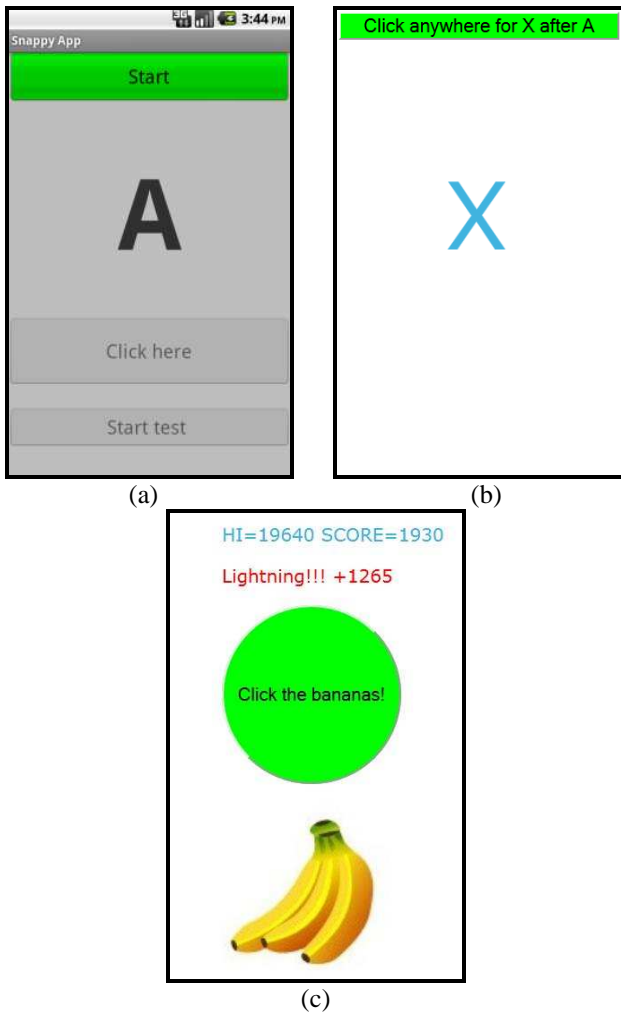 3G 3:44 PM
Snappy App
Start
A
Click here
Start test
(a)
Click anywhere for X after A
X
(b)
HI=19640 SCORE=1930
Lightning!!! +1265
Click the bananas!
(c)